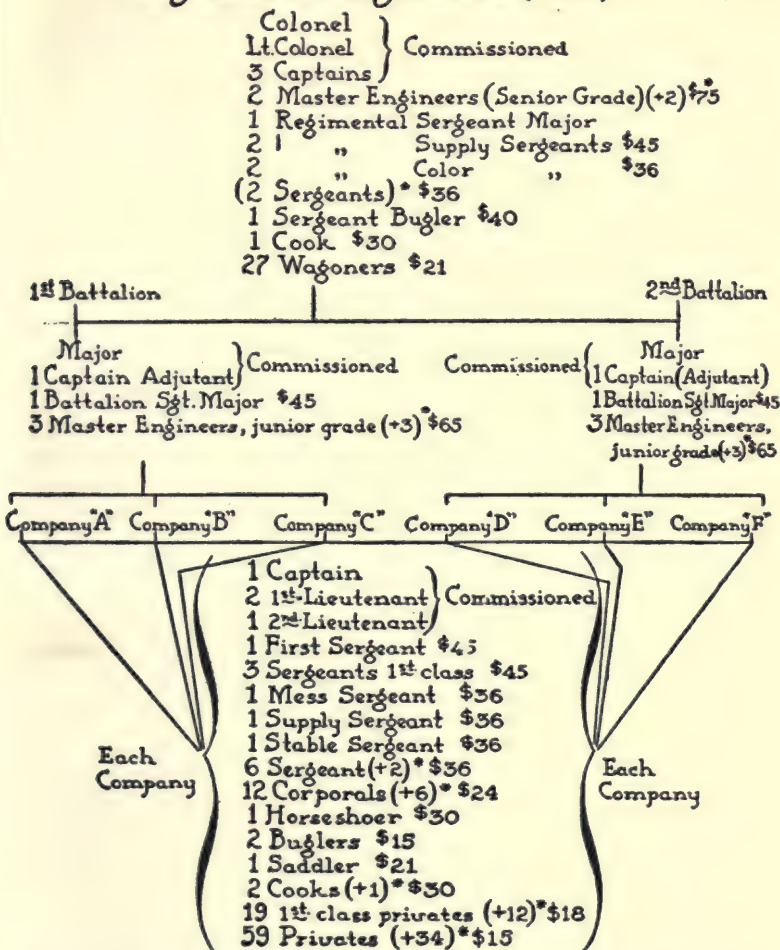 Colonel
Lt. Colonel } Commissioned
3 Captains
2 Master Engineers (Senior Grade) (+2) $75*
1 Regimental Sergeant Major
2 1 „ Supply Sergeants $45
2 „ Color „ $36
(2 Sergeants)* $36
1 Sergeant Bugler $40
1 Cook $30
27 Wagoners $21
1st Battalion
2nd Battalion
Major
1 Captain Adjutant } Commissioned
1 Battalion Sgt. Major $45
3 Master Engineers, junior grade (+3)* $65
Commissioned { Major
1 Captain (Adjutant)
1 Battalion Sgt. Major $45
3 Master Engineers,
junior grade (+3)* $65
Company "A" Company "B" Company "C" Company "D" Company "E" Company "F"
1 Captain
2 1st Lieutenant } Commissioned
1 2nd Lieutenant
1 First Sergeant $45
3 Sergeants 1st class $45
1 Mess Sergeant $36
1 Supply Sergeant $36
1 Stable Sergeant $36
Each
Company
6 Sergeant (+2)* $36
12 Corporals (+6)* $24
1 Horseshoer $30
2 Buglers $15
1 Saddler $21
2 Cooks (+1)* $30
19 1st class privates (+12)* $18
59 Privates (+34)* $15
Each
Company